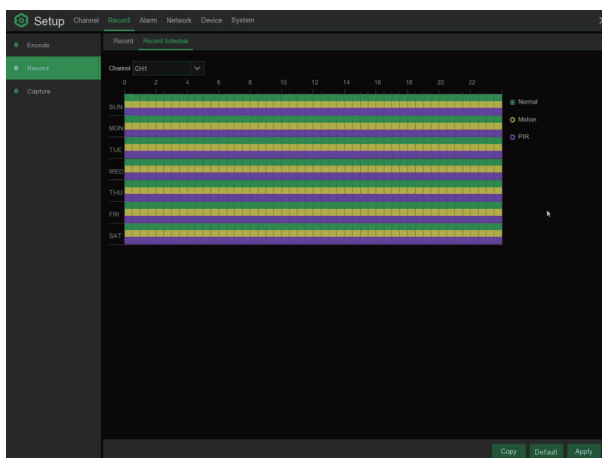 Setup Channel Record Alarm Network Device System X
Encode
Record
Capture
Record Record Schedule
Channel CH1
0 2 4 6 8 10 12 14 16 18 20 22
SUN
MON
TUE
WED
THU
FRI
SAT
Normal
Motion
PIR
Copy Default Apply